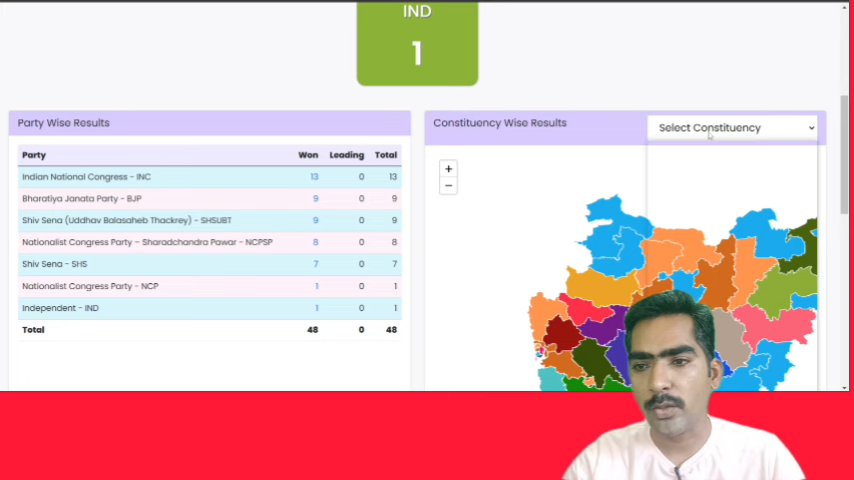 IND
1
Party Wise Results
Party Won Leading Total
Indian National Congress - INC 13 0 13
Bharatiya Janata Party - BJP 9 0 9
Shiv Sena (Uddhav Balasaheb Thackrey) - SHSUBT 9 0 9
Nationalist Congress Party – Sharadchandra Pawar - NCPSP 8 0 8
Shiv Sena - SHS 7 0 7
Nationalist Congress Party - NCP 1 0 1
Independent - IND 1 0 1
Total 48 0 48
Constituency Wise Results
Select Constituency
+
−